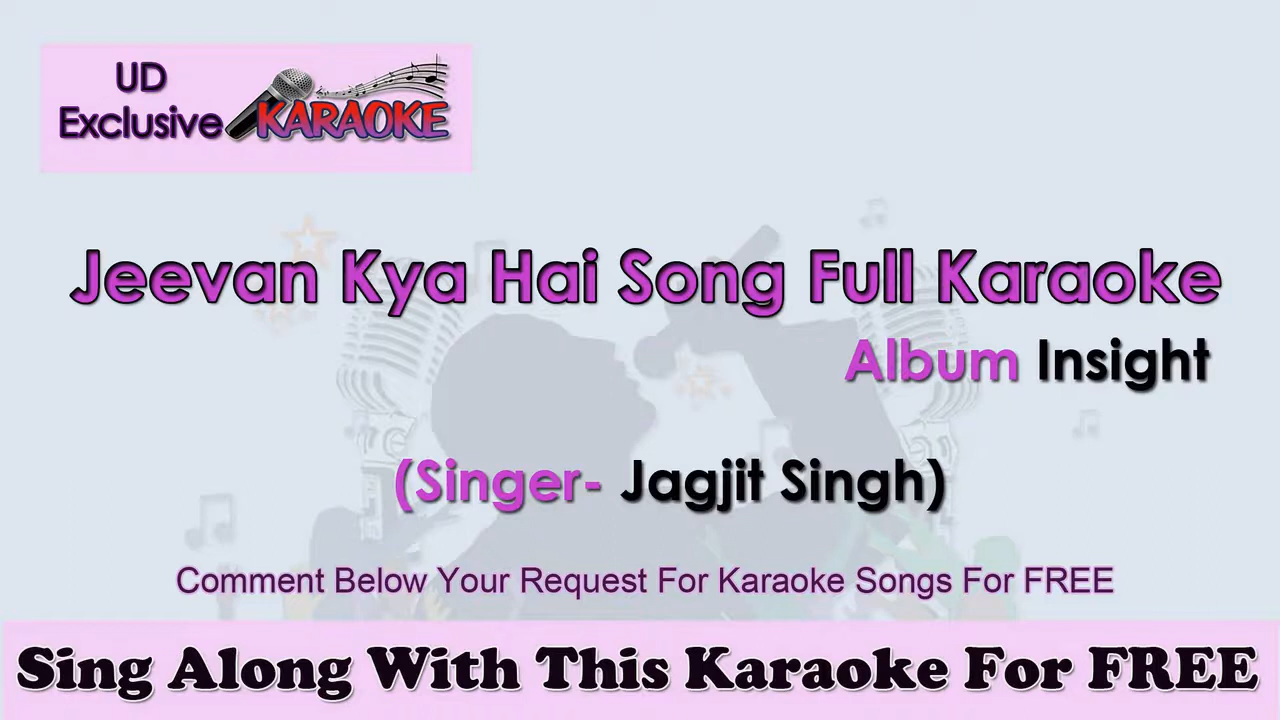 UD
Exclusive KARAOKE
Jeevan Kya Hai Song Full Karaoke
Album Insight
(Singer- Jagjit Singh)
Comment Below Your Request For Karaoke Songs For FREE
Sing Along With This Karaoke For FREE